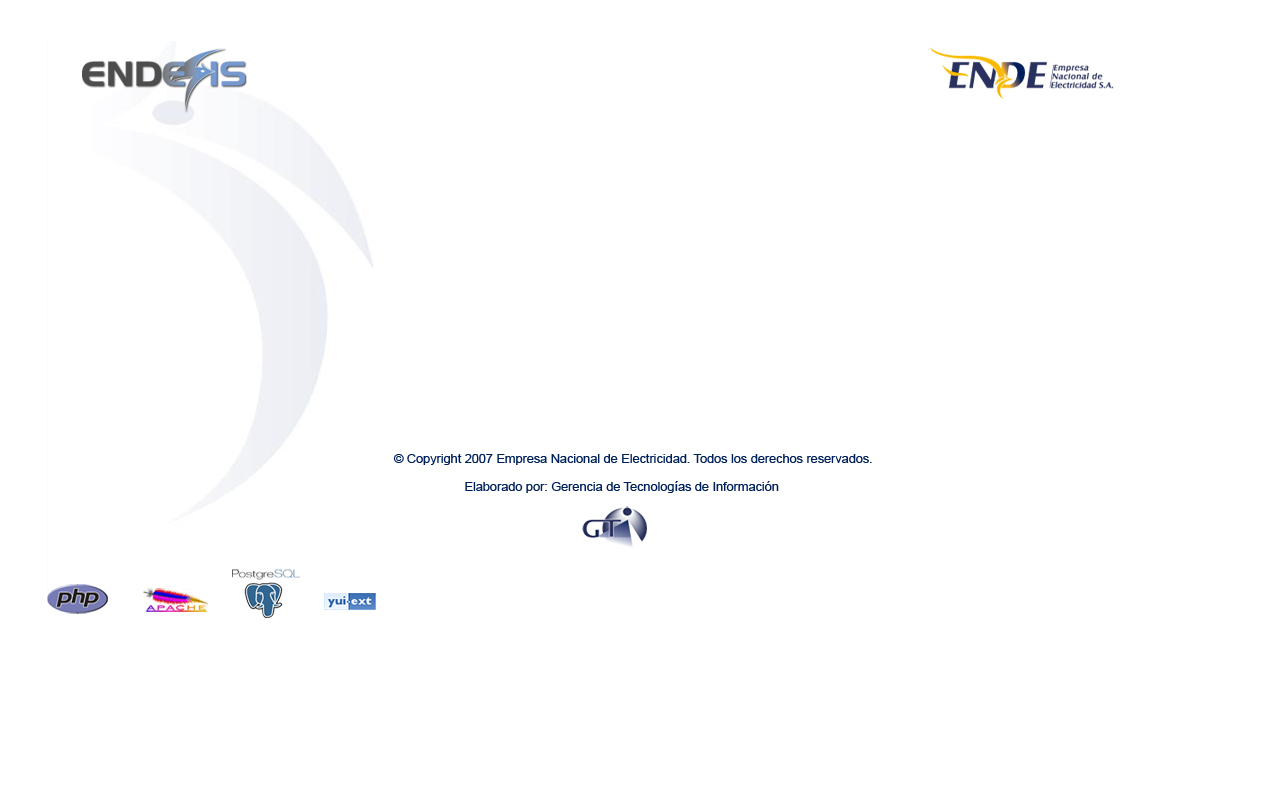 ENDESIS
ENDE
Empresa
Nacional de
Electricidad S.A.
© Copyright 2007 Empresa Nacional de Electricidad. Todos los derechos reservados.
Elaborado por: Gerencia de Tecnologías de Información
GTI
php
APACHE
PostgreSQL
yui-ext